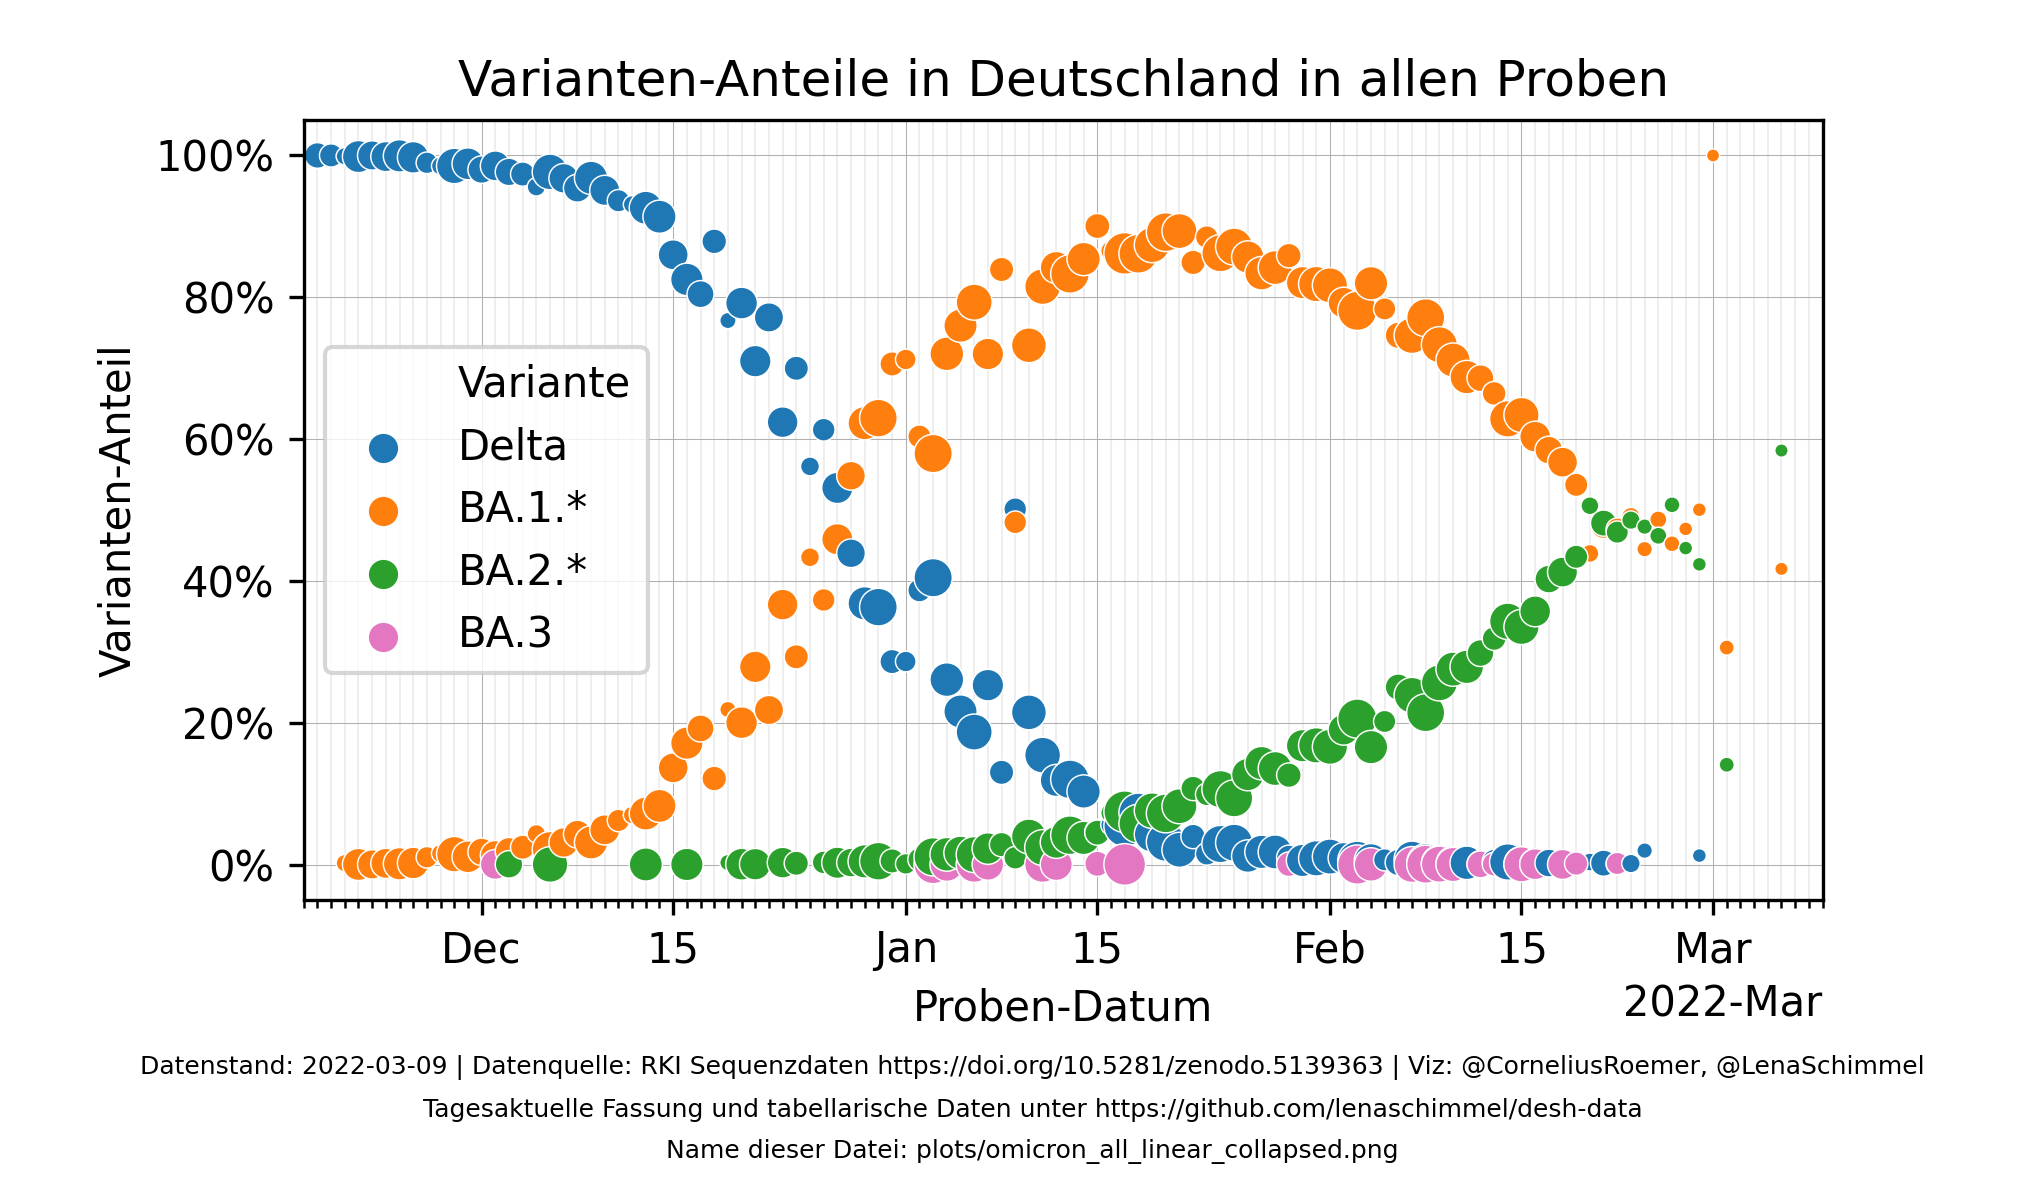 Varianten-Anteile in Deutschland in allen Proben
Varianten-Anteil
100%
80%
60%
40%
20%
0%
Variante
Delta
BA.1.*
BA.2.*
BA.3
Dec 15 Jan 15 Feb 15 Mar
2022-Mar
Proben-Datum
Datenstand: 2022-03-09 | Datenquelle: RKI Sequenzdaten https://doi.org/10.5281/zenodo.5139363 | Viz: @CorneliusRoemer, @LenaSchimmel
Tagesaktuelle Fassung und tabellarische Daten unter https://github.com/lenaschimmel/desh-data
Name dieser Datei: plots/omicron_all_linear_collapsed.png